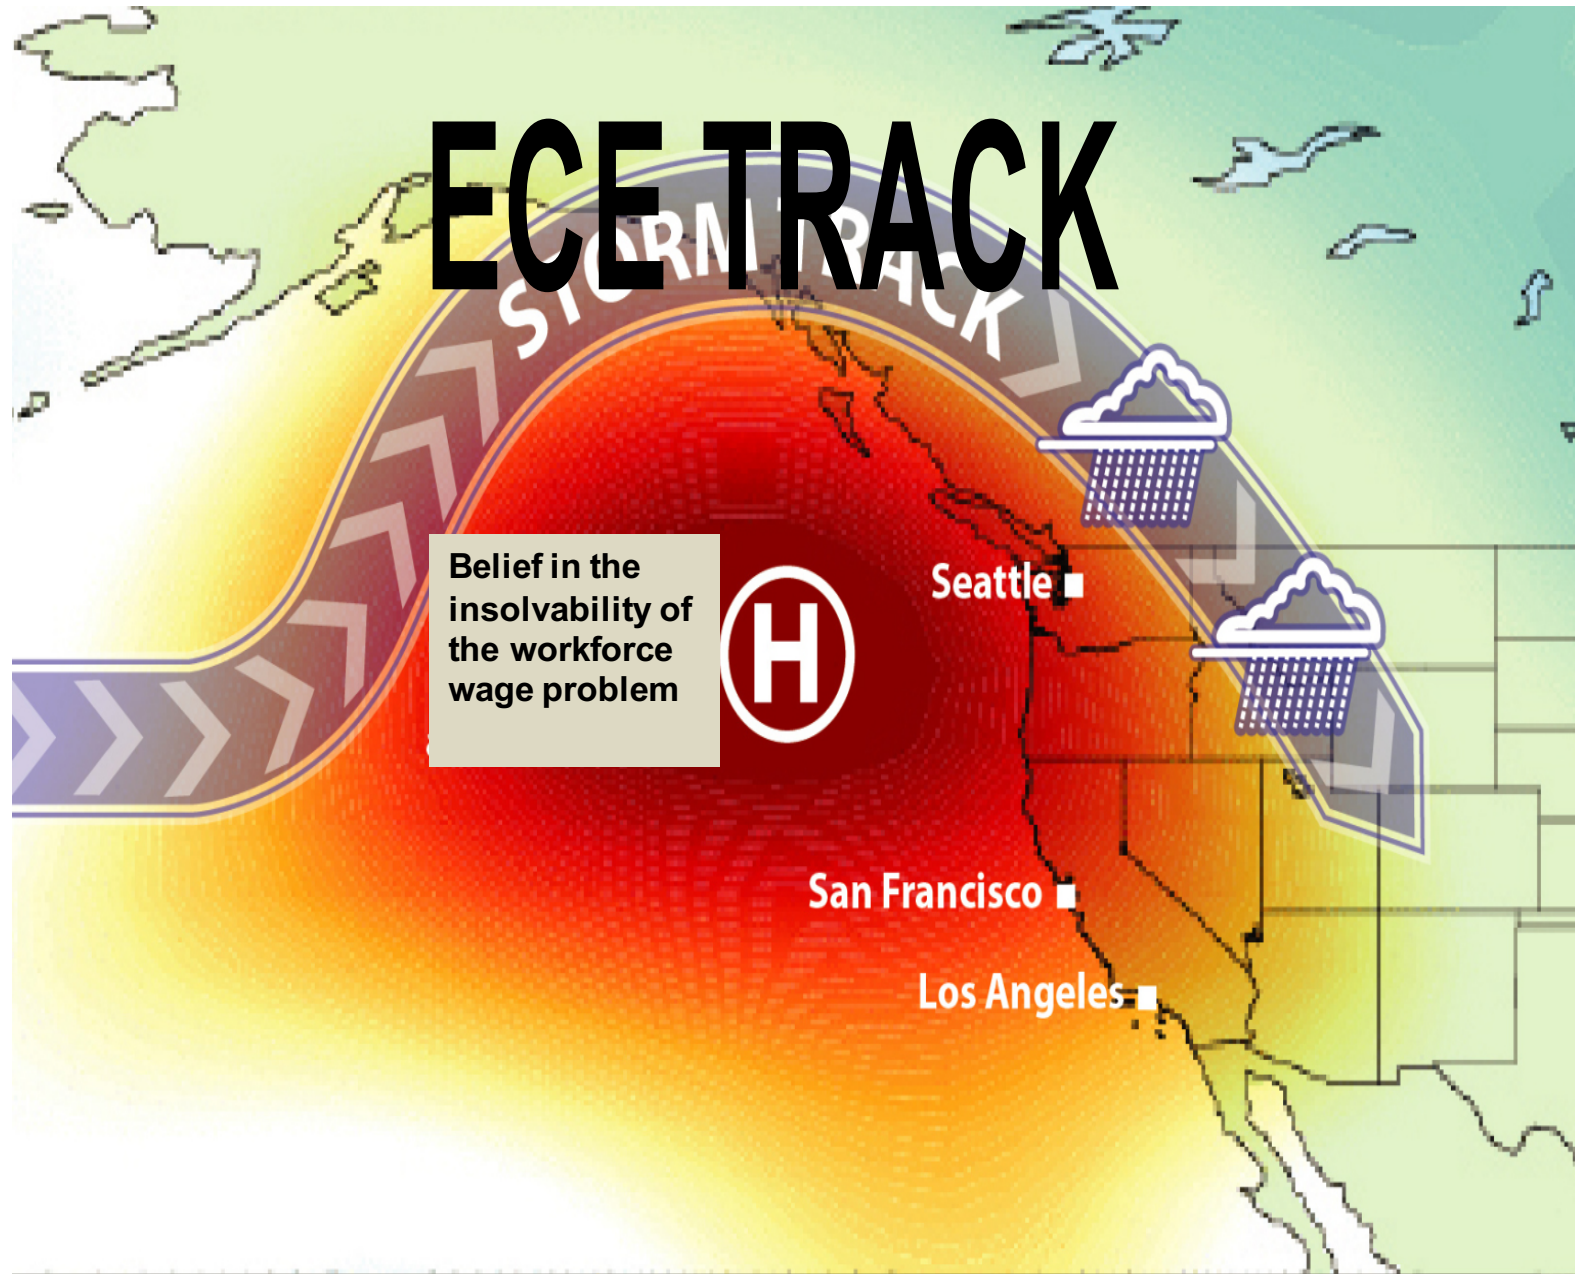 ECE TRACK
STORM TRACK
Belief in the
insolvability of
the workforce
wage problem
H
Seattle
San Francisco
Los Angeles